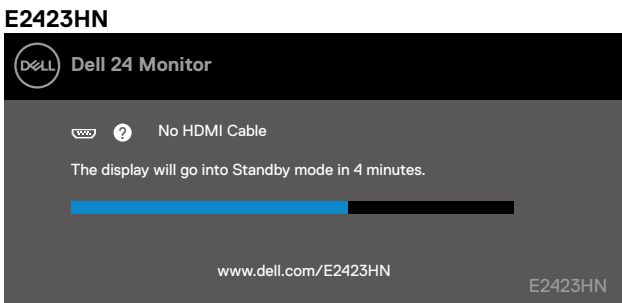 E2423HN
DELL Dell 24 Monitor
? No HDMI Cable
The display will go into Standby mode in 4 minutes.
www.dell.com/E2423HN
E2423HN